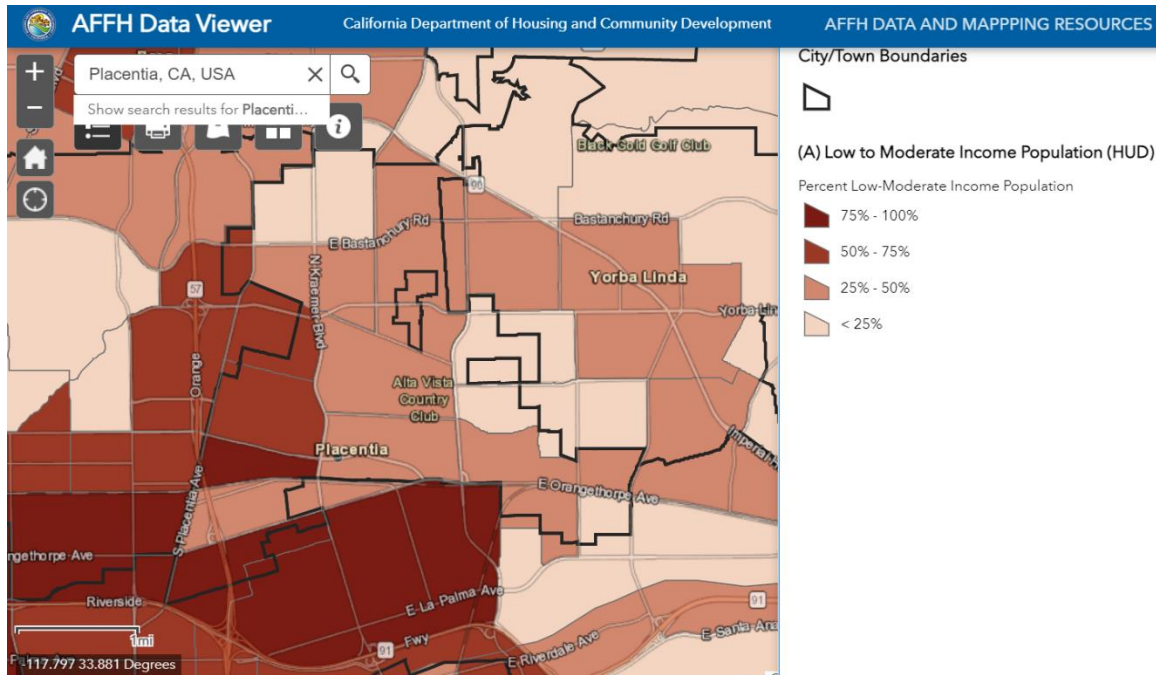 AFFH Data Viewer
California Department of Housing and Community Development
AFFH DATA AND MAPPPING RESOURCES
Placentia, CA, USA
Show search results for Placenti...
City/Town Boundaries
(A) Low to Moderate Income Population (HUD)
Percent Low-Moderate Income Population
75% - 100%
50% - 75%
25% - 50%
< 25%
Black Gold Golf Club
90
Bastanchury Rd
E Bastanchury Rd
Yorba Linda
57
N Kraemer Blvd
Yorba Lin
Orange
Alta Vista
Country
Club
Placentia
Imperial H
E Orangethorpe Ave
S Placentia Ave
ngethorpe Ave
Riverside
E La Palma Ave
91
1mi
Fwy
91
E Santa Ana
E Riverdale Ave
-117.797 33.881 Degrees